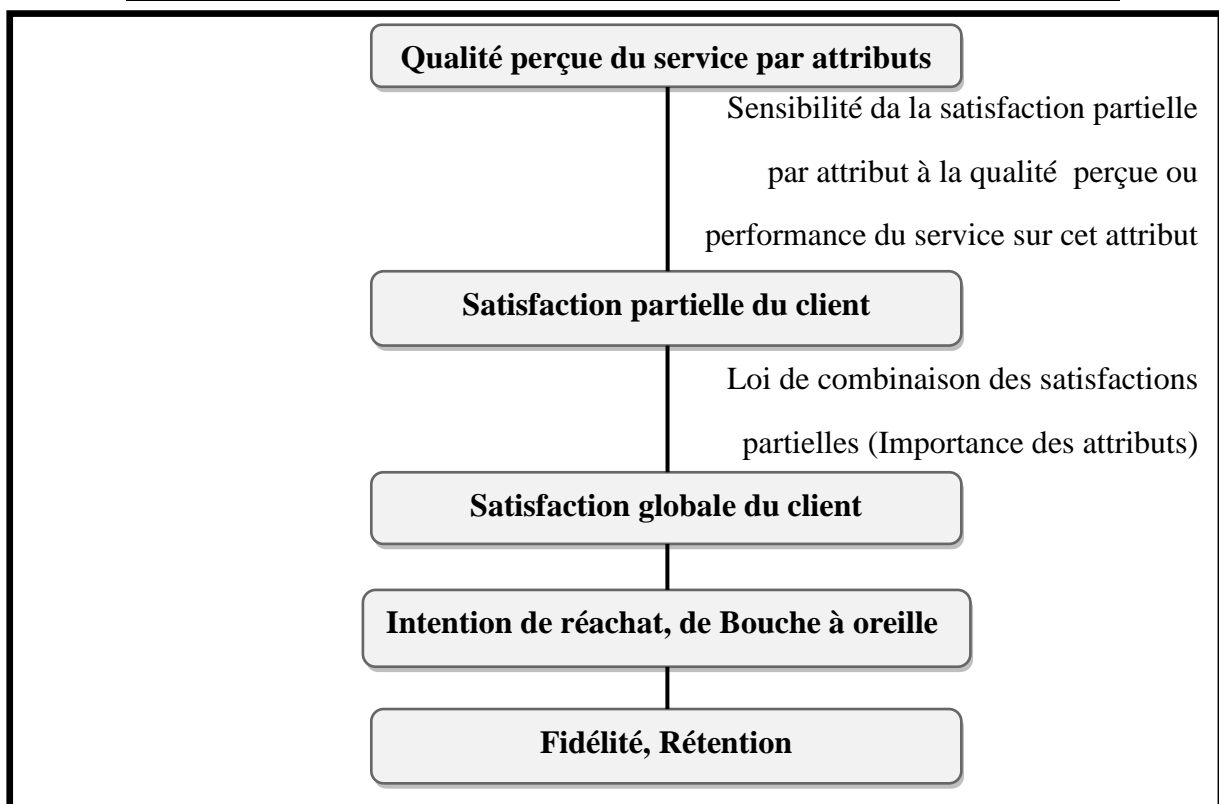 Qualité perçue du service par attributs
Sensibilité da la satisfaction partielle
par attribut à la qualité perçue ou
performance du service sur cet attribut
Satisfaction partielle du client
Loi de combinaison des satisfactions
partielles (Importance des attributs)
Satisfaction globale du client
Intention de réachat, de Bouche à oreille
Fidélité, Rétention